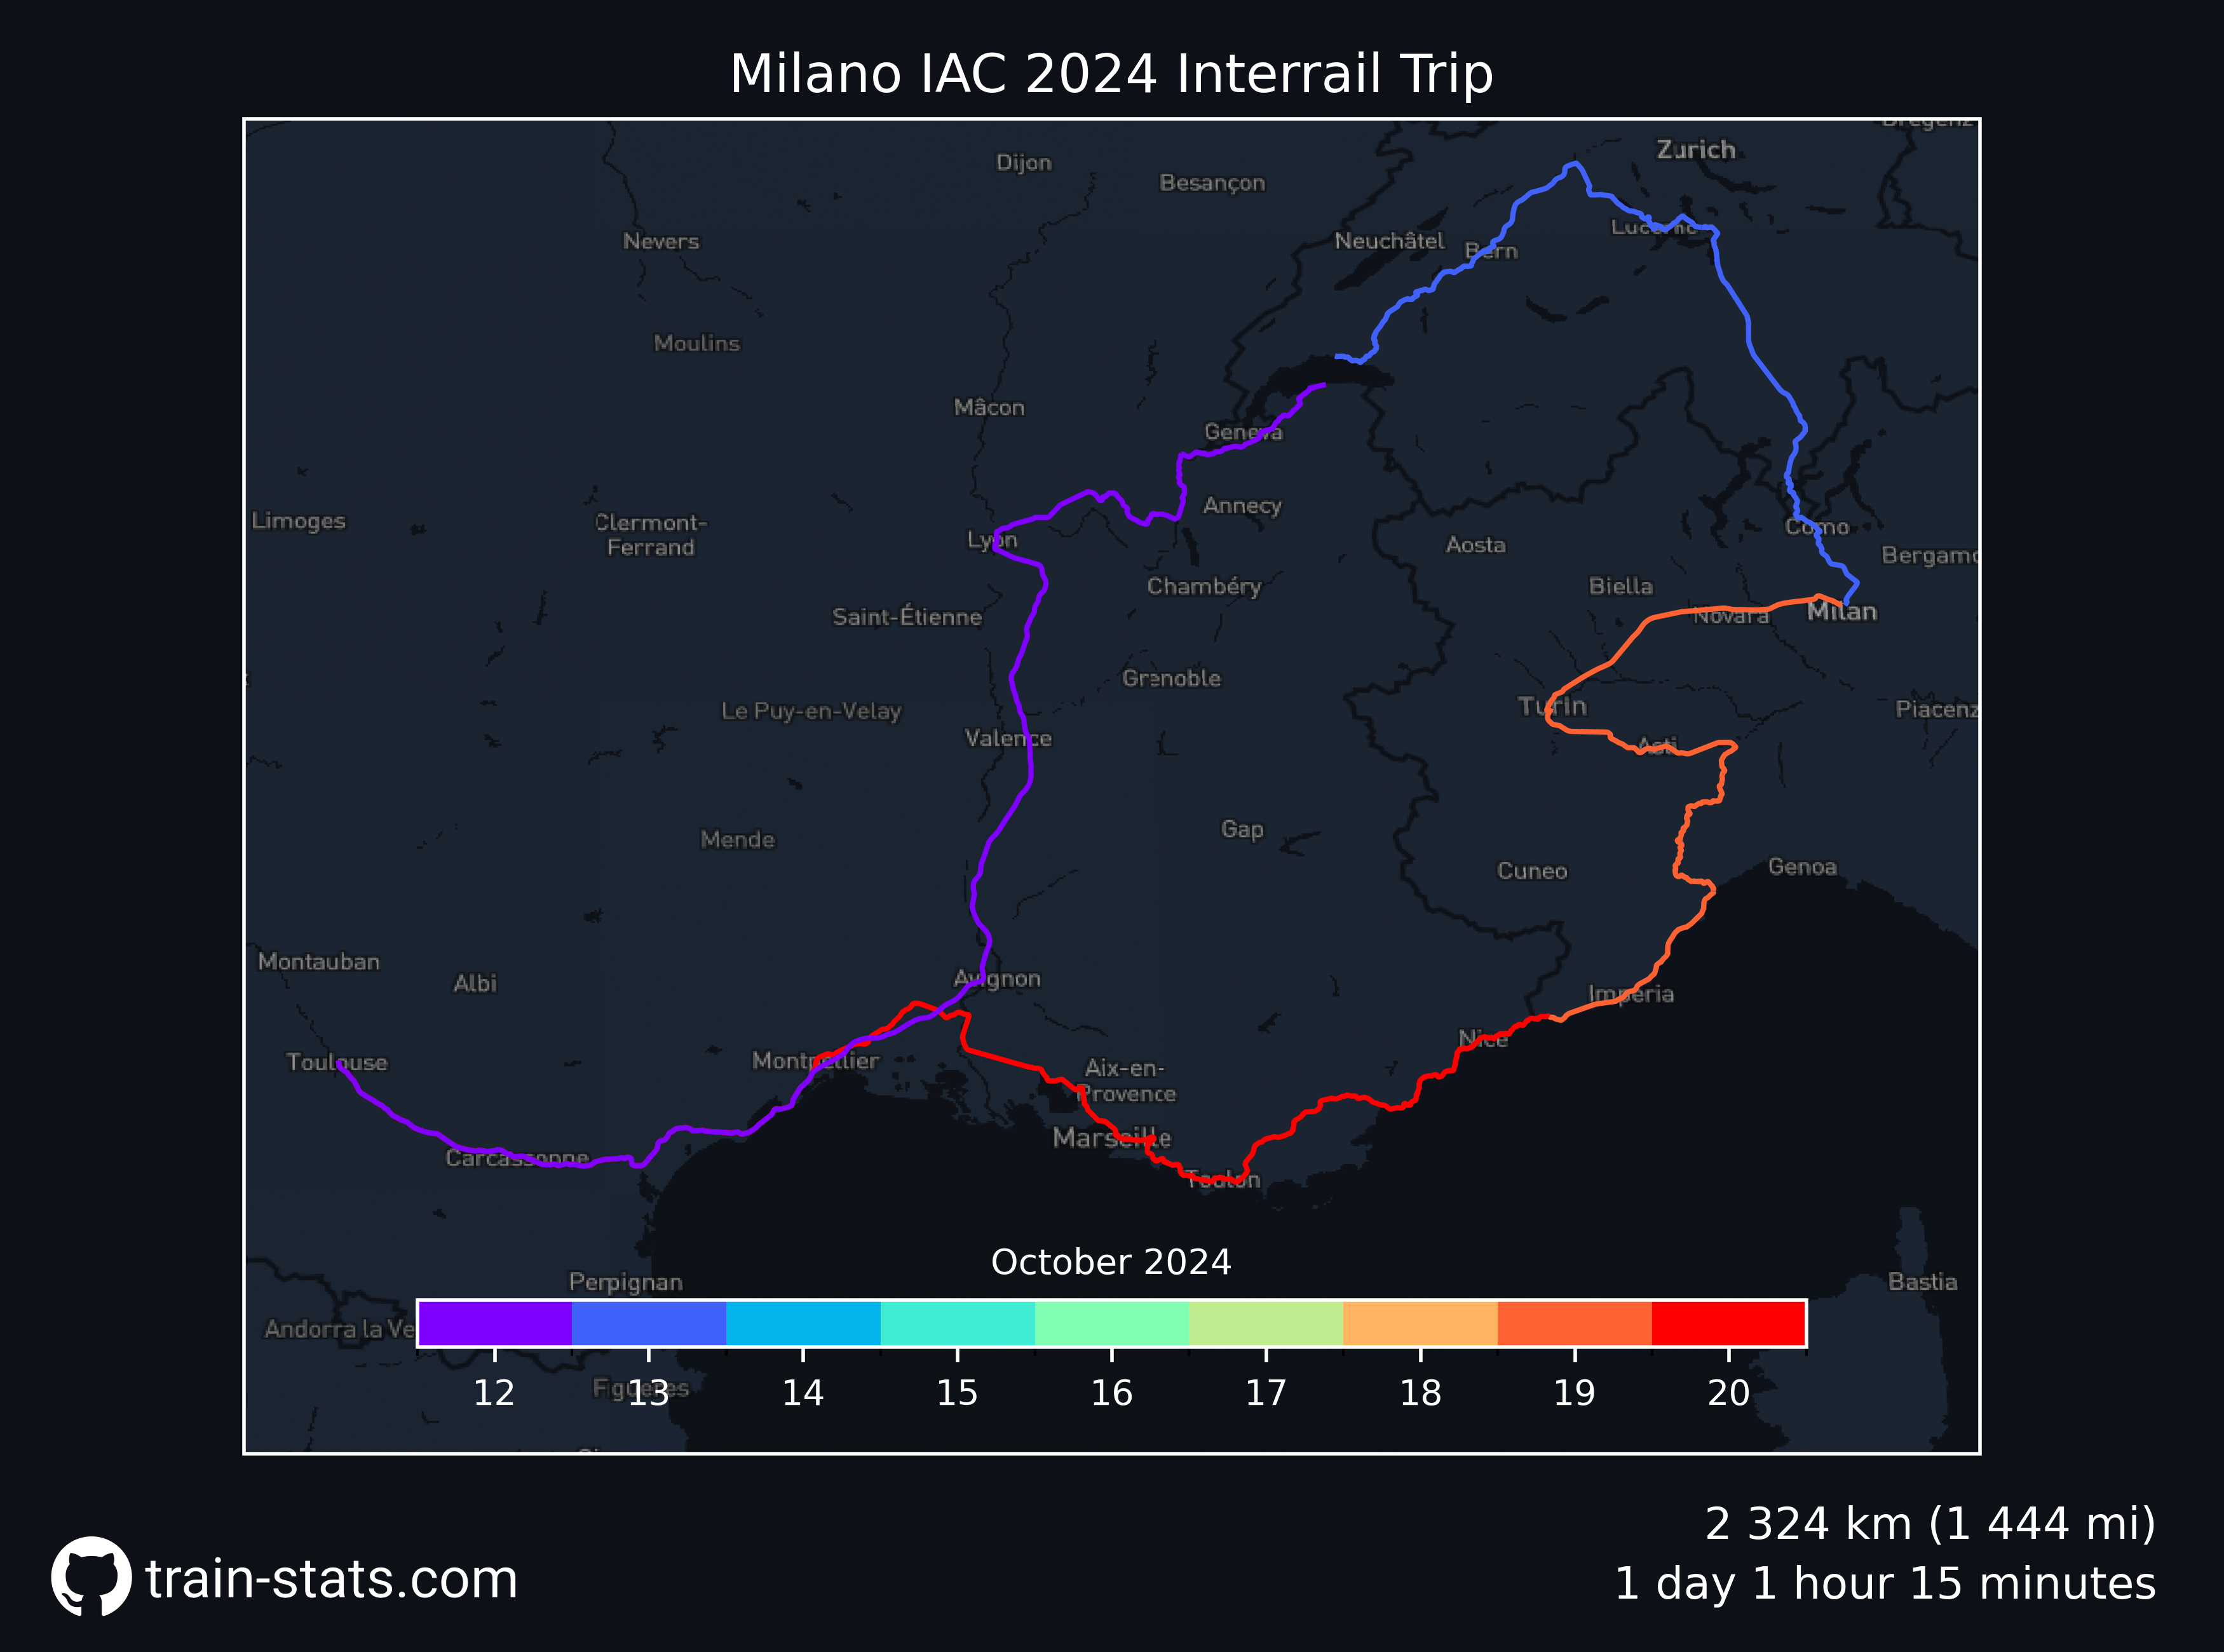 Milano IAC 2024 Interrail Trip
Zurich
Dijon
Besançon
Nevers
Neuchâtel
Bern
Lucerne
Moulins
Mâcon
Geneva
Limoges
Clermont-
Ferrand
Annecy
Lyon
Aosta
Como
Bergamo
Chambéry
Biella
Saint-Étienne
Novara
Milan
Grenoble
Le Puy-en-Velay
Turin
Piacenz
Valence
Asti
Mende
Gap
Cuneo
Genoa
Montauban
Albi
Avignon
Imperia
Nice
Toulouse
Montpellier
Aix-en-
Provence
Marseille
Carcassonne
Toulon
October 2024
Perpignan
Bastia
Andorra la Ve
Figueres
12 13 14 15 16 17 18 19 20
2 324 km (1 444 mi)
train-stats.com
1 day 1 hour 15 minutes